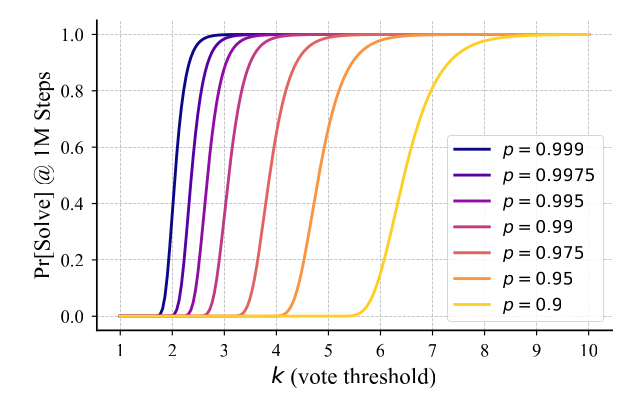 Pr[Solve] @ 1M Steps
1.0
0.8
0.6
0.4
0.2
0.0
p = 0.999
p = 0.9975
p = 0.995
p = 0.99
p = 0.975
p = 0.95
p = 0.9
1 2 3 4 5 6 7 8 9 10
k (vote threshold)